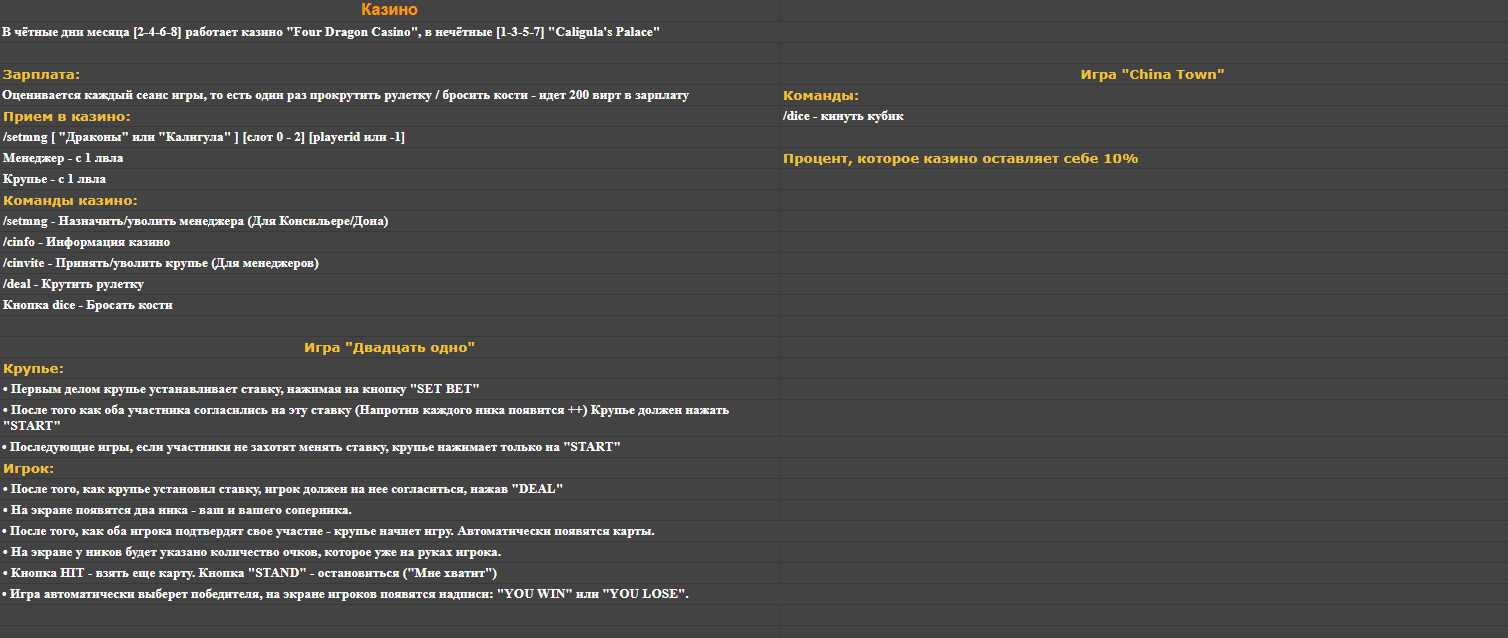 Казино
В чётные дни месяца [2-4-6-8] работает казино "Four Dragon Casino", в нечётные [1-3-5-7] "Caligula's Palace"
Зарплата:
Оценивается каждый сеанс игры, то есть один раз прокрутить рулетку / бросить кости - идет 200 вирт в зарплату
Прием в казино:
/setmng [ "Драконы" или "Калигула" ] [слот 0 - 2] [playerid или -1]
Менеджер - с 1 лвла
Крупье - с 1 лвла
Команды казино:
/setmng - Назначить/уволить менеджера (Для Консильере/Дона)
/cinfo - Информация казино
/cinvite - Принять/уволить крупье (Для менеджеров)
/deal - Крутить рулетку
Кнопка dice - Бросать кости
Игра "China Town"
Команды:
/dice - кинуть кубик
Процент, которое казино оставляет себе 10%
Игра "Двадцать одно"
Крупье:
• Первым делом крупье устанавливает ставку, нажимая на кнопку "SET BET"
• После того как оба участника согласились на эту ставку (Напротив каждого ника появится ++) Крупье должен нажать
"START"
• Последующие игры, если участники не захотят менять ставку, крупье нажимает только на "START"
Игрок:
• После того, как крупье установил ставку, игрок должен на нее согласиться, нажав "DEAL"
• На экране появятся два ника - ваш и вашего соперника.
• После того, как оба игрока подтвердят свое участие - крупье начнет игру. Автоматически появятся карты.
• На экране у ников будет указано количество очков, которое уже на руках игрока.
• Кнопка HIT - взять еще карту. Кнопка "STAND" - остановиться ("Мне хватит")
• Игра автоматически выберет победителя, на экране игроков появятся надписи: "YOU WIN" или "YOU LOSE".